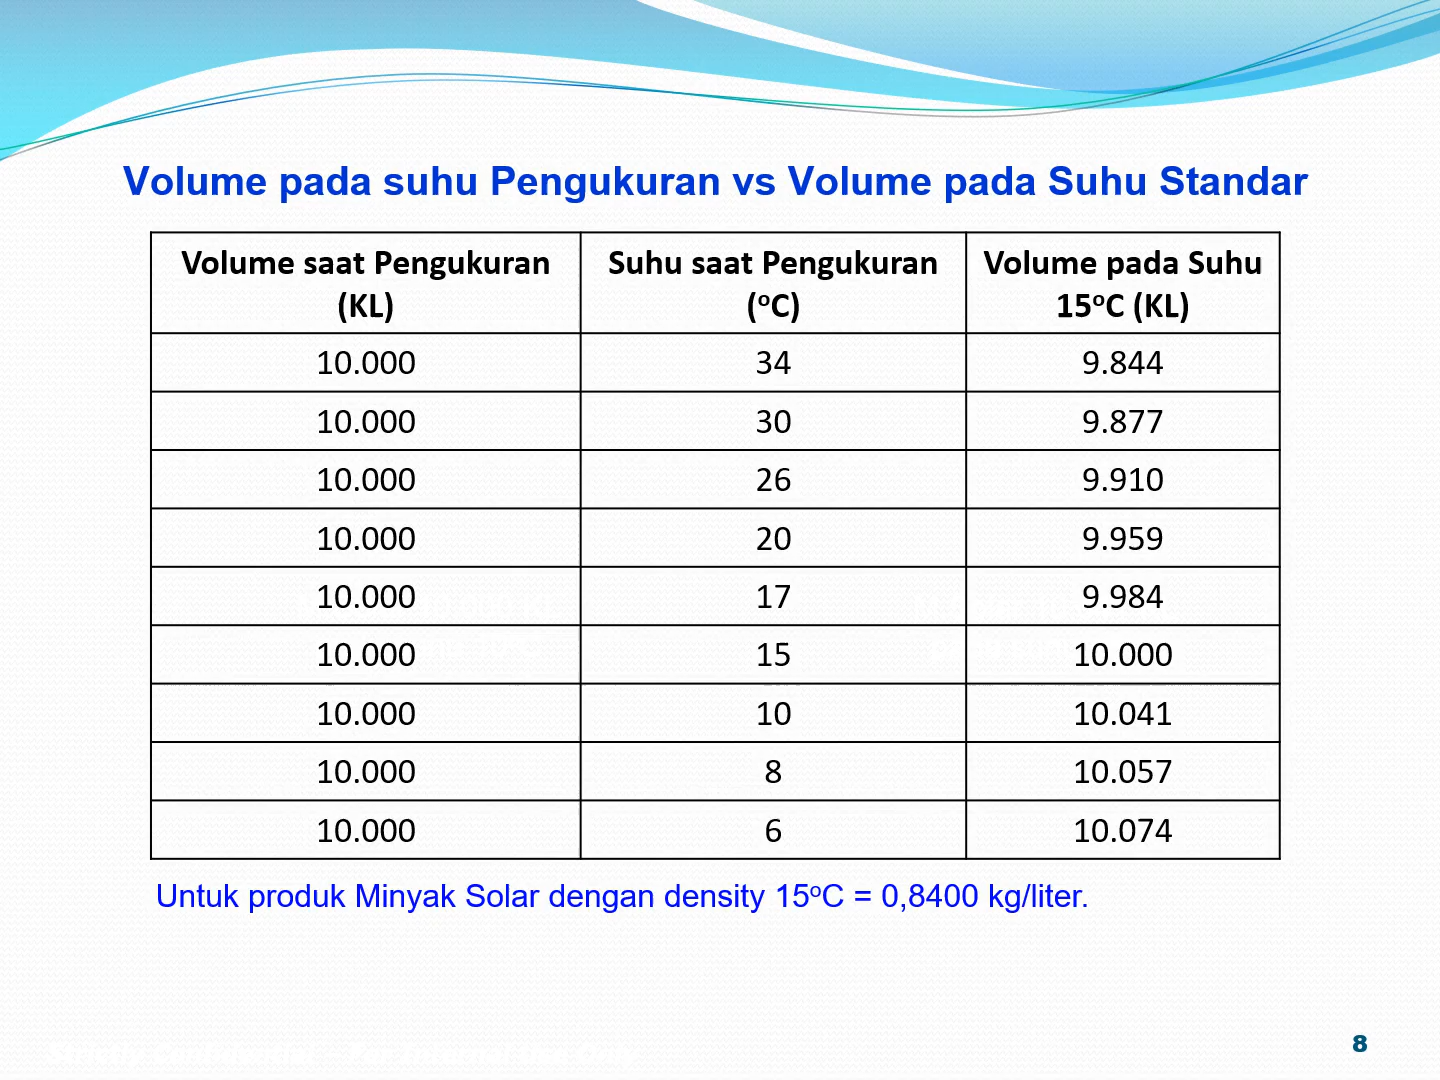 Volume pada suhu Pengukuran vs Volume pada Suhu Standar
Volume saat Pengukuran (KL) Suhu saat Pengukuran (oC) Volume pada Suhu 15oC (KL)
10.000 34 9.844
10.000 30 9.877
10.000 26 9.910
10.000 20 9.959
10.000 17 9.984
10.000 15 10.000
10.000 10 10.041
10.000 8 10.057
10.000 6 10.074
Untuk produk Minyak Solar dengan density 15oC = 0,8400 kg/liter.
8